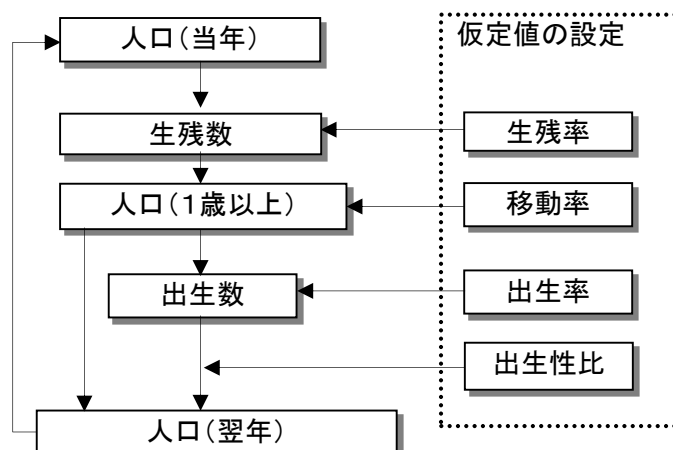 人口（当年）
仮定値の設定
生残数
生残率
人口（１歳以上）
移動率
出生数
出生率
出生性比
人口（翌年）